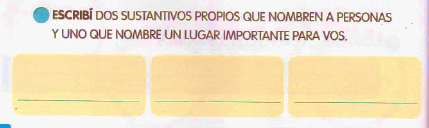 ESCRIBÍ DOS SUSTANTIVOS PROPIOS QUE NOMBREN A PERSONAS
Y UNO QUE NOMBRE UN LUGAR IMPORTANTE PARA VOS.